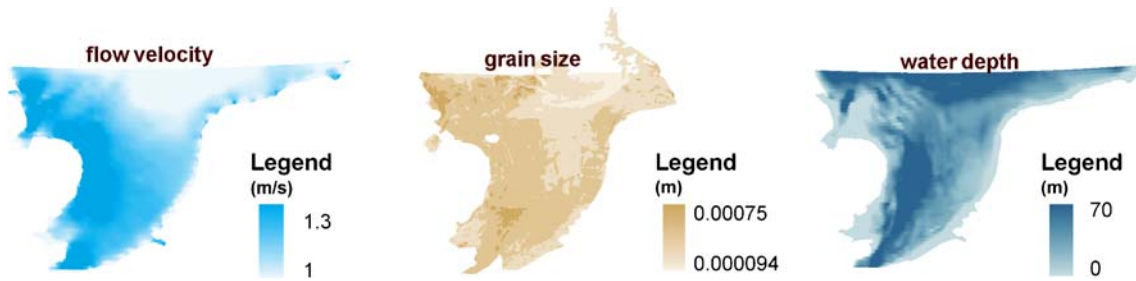 flow velocity
Legend
(m/s)
1.3
1
grain size
Legend
(m)
0.00075
0.000094
water depth
Legend
(m)
70
0